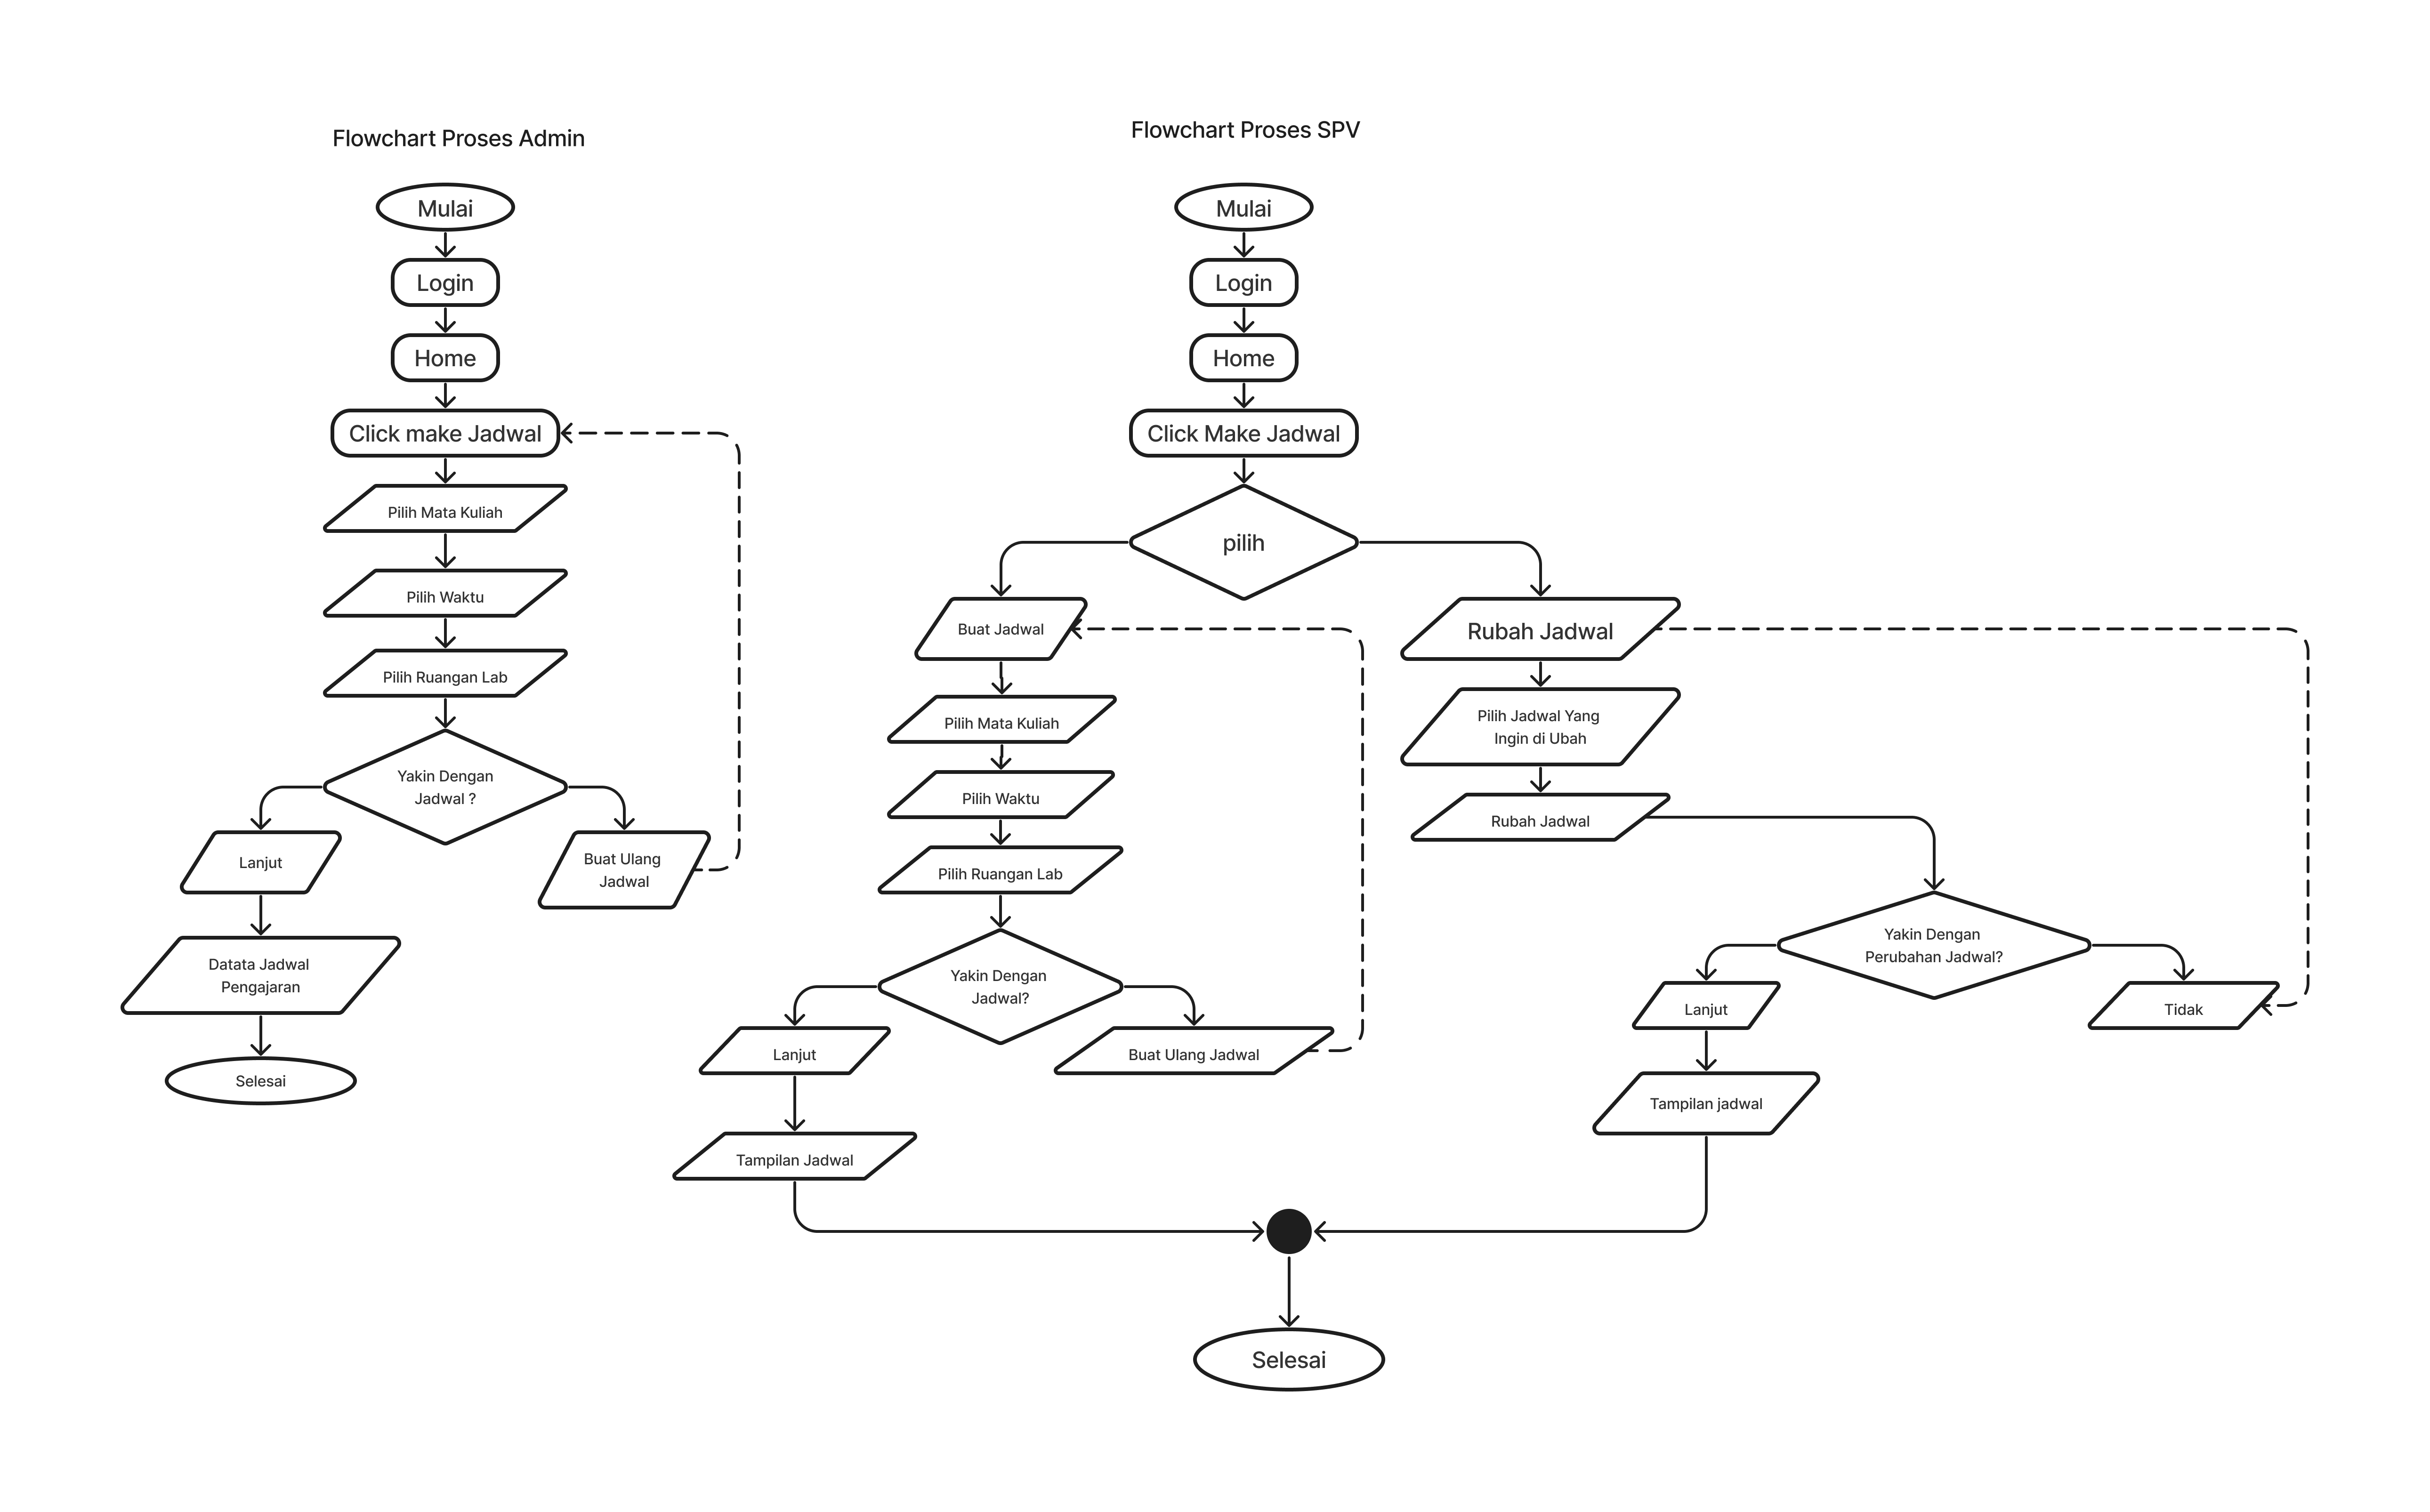 Flowchart Proses Admin
Mulai
Login
Home
Click make Jadwal
Pilih Mata Kuliah
Pilih Waktu
Pilih Ruangan Lab
Yakin Dengan
Jadwal ?
Lanjut
Buat Ulang
Jadwal
Datata Jadwal
Pengajaran
Selesai
Flowchart Proses SPV
Mulai
Login
Home
Click Make Jadwal
pilih
Buat Jadwal
Pilih Mata Kuliah
Pilih Waktu
Pilih Ruangan Lab
Yakin Dengan
Jadwal?
Lanjut
Buat Ulang Jadwal
Tampilan Jadwal
Rubah Jadwal
Pilih Jadwal Yang
Ingin di Ubah
Rubah Jadwal
Yakin Dengan
Perubahan Jadwal?
Lanjut
Tidak
Tampilan jadwal
Selesai